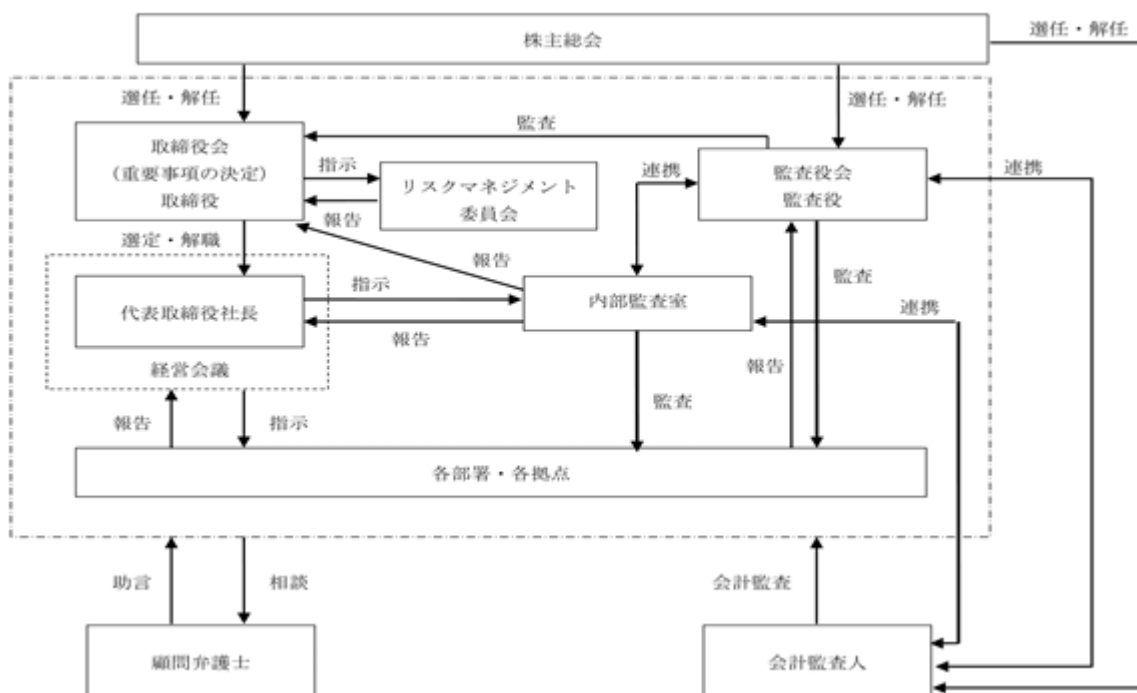 株主総会
選任・解任
選任・解任
選任・解任
取締役会
(重要事項の決定)
取締役
監査
指示
リスクマネジメント
委員会
報告
連携
監査役会
監査役
連携
選定・解職
報告
代表取締役社長
指示
内部監査室
監査
報告
連携
経営会議
報告
報告
指示
監査
各部署・各拠点
助言
相談
会計監査
顧問弁護士
会計監査人